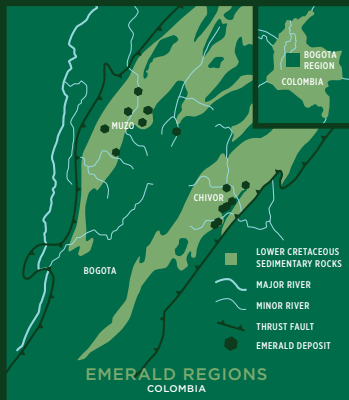 BOGOTA
REGION
COLOMBIA
MUZO
CHIVOR
BOGOTA
LOWER CRETACEOUS
SEDIMENTARY ROCKS
MAJOR RIVER
MINOR RIVER
THRUST FAULT
EMERALD DEPOSIT
EMERALD REGIONS
COLOMBIA